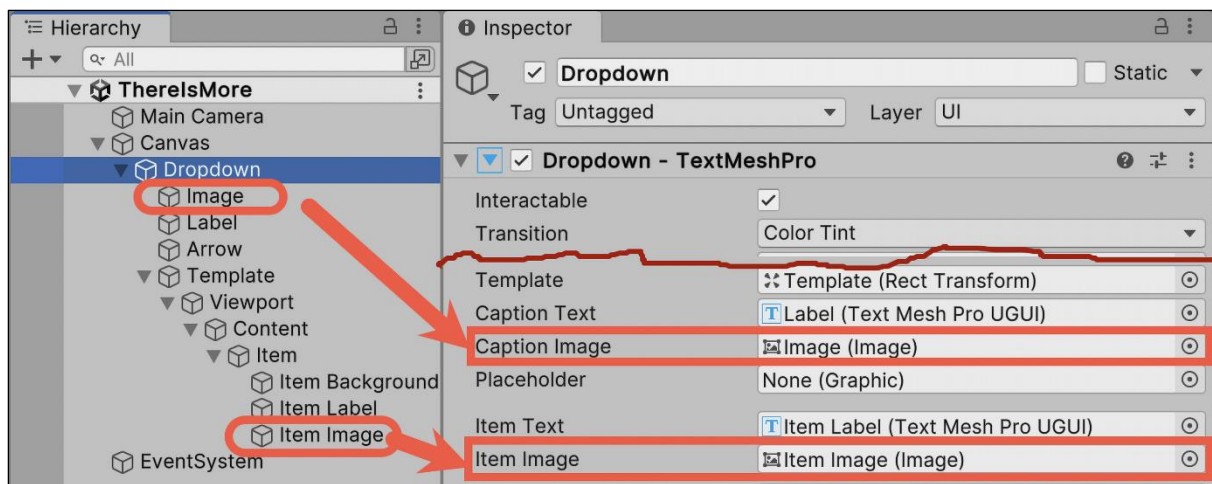 Hierarchy
All
ThereIsMore
Main Camera
Canvas
Dropdown
Image
Label
Arrow
Template
Viewport
Content
Item
Item Background
Item Label
Item Image
EventSystem
Inspector
Dropdown
Static
Tag Untagged Layer UI
Dropdown - TextMeshPro
Interactable
Transition Color Tint
Template Template (Rect Transform)
Caption Text T Label (Text Mesh Pro UGUI)
Caption Image Image (Image)
Placeholder None (Graphic)
Item Text T Item Label (Text Mesh Pro UGUI)
Item Image Item Image (Image)